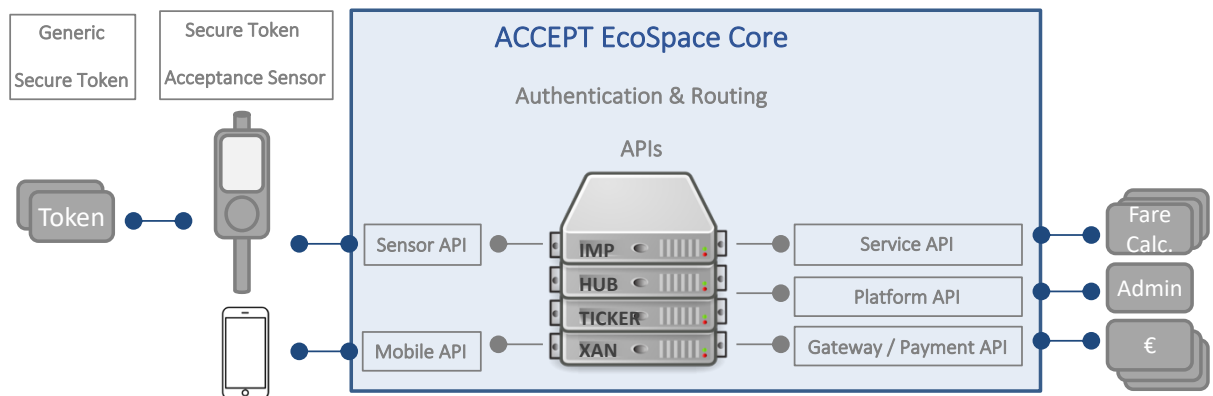 Generic
Secure Token
Secure Token
Acceptance Sensor
ACCEPT EcoSpace Core
Authentication & Routing
APIs
Token
Sensor API
Mobile API
IMP
HUB
TICKER
XAN
Service API
Platform API
Gateway / Payment API
Fare
Calc.
Admin
€